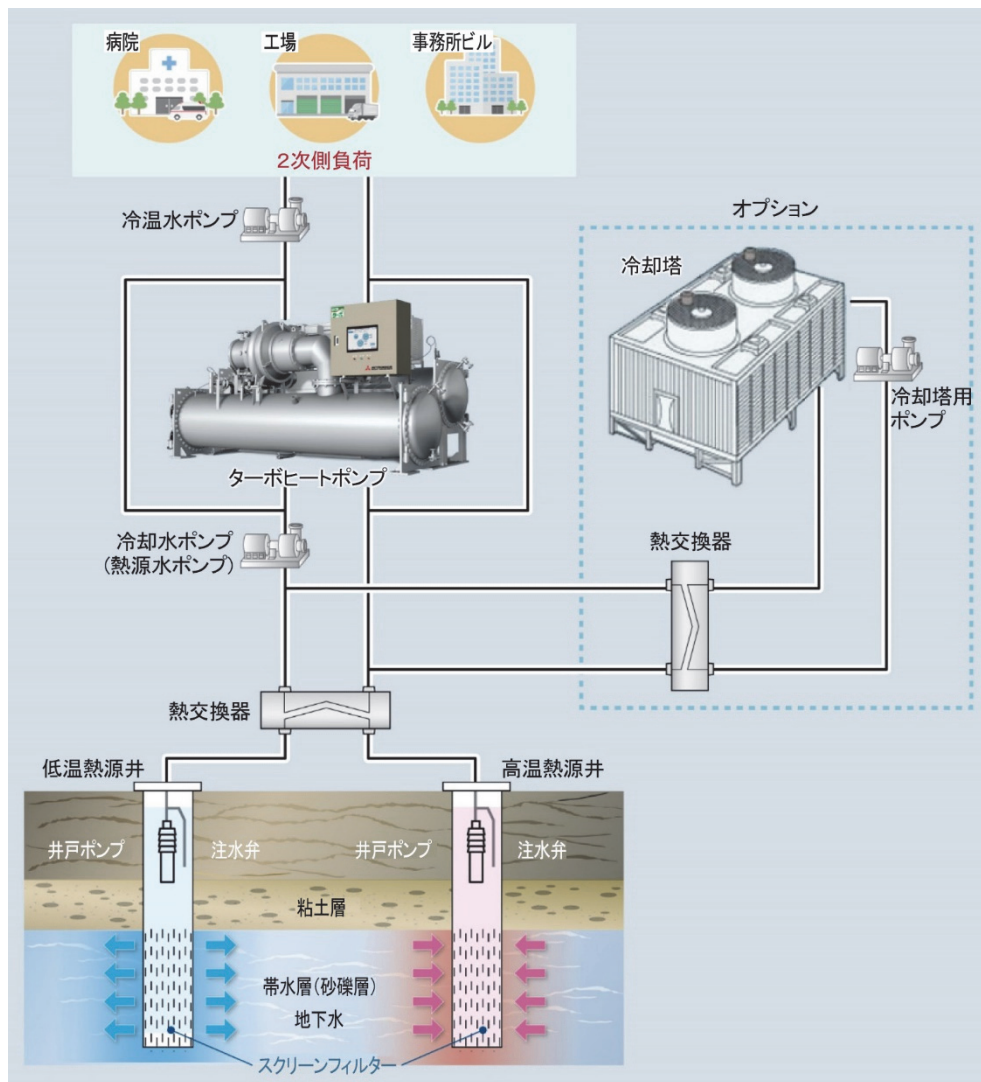 病院
工場
事務所ビル
2次側負荷
冷温水ポンプ
オプション
冷却塔
冷却塔用
ポンプ
ターボヒートポンプ
冷却水ポンプ
(熱源水ポンプ)
熱交換器
熱交換器
低温熱源井
高温熱源井
井戸ポンプ
注水弁
井戸ポンプ
注水弁
粘土層
帯水層(砂礫層)
地下水
スクリーンフィルター